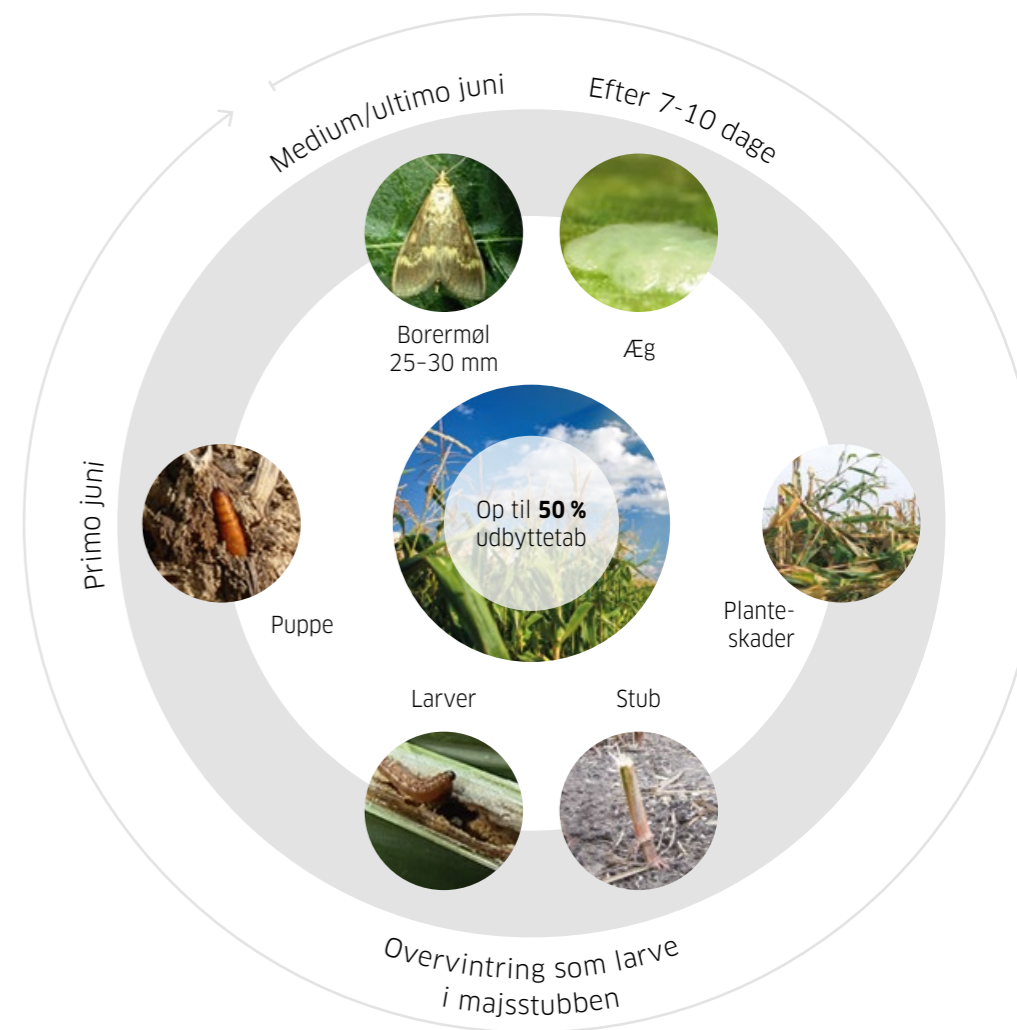 Medium/ultimo juni
Efter 7-10 dage
Borermøl
25–30 mm
Æg
Primo juni
Op til 50 %
udbyttetab
Puppe
Plante-
skader
Larver
Stub
Overvintring som larve
i majsstubben